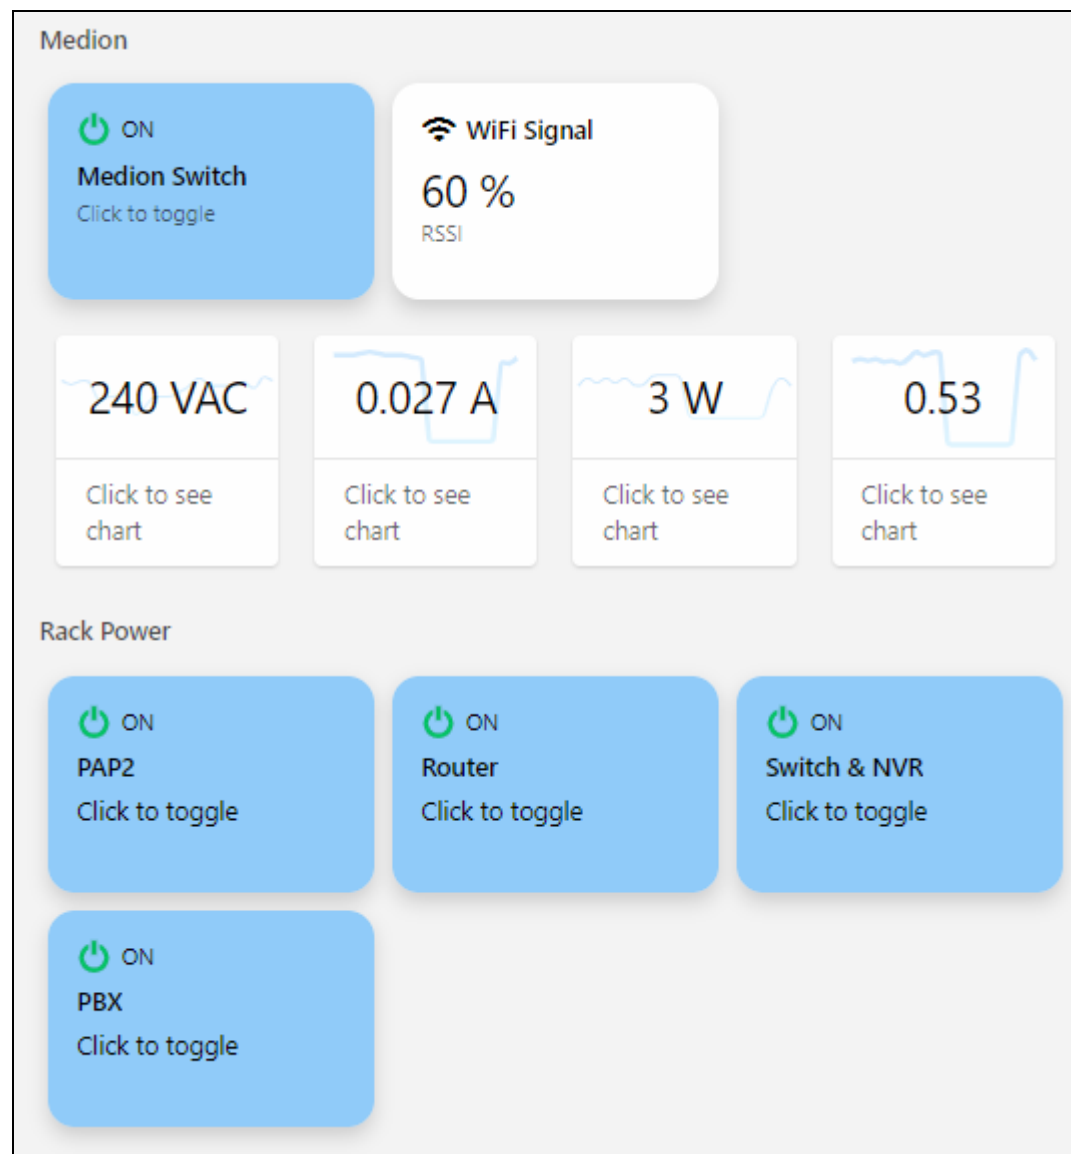 Medion
ON
Medion Switch
Click to toggle
WiFi Signal
60 %
RSSI
240 VAC
Click to see
chart
0.027 A
Click to see
chart
3 W
Click to see
chart
0.53
Click to see
chart
Rack Power
ON
PAP2
Click to toggle
ON
Router
Click to toggle
ON
Switch & NVR
Click to toggle
ON
PBX
Click to toggle